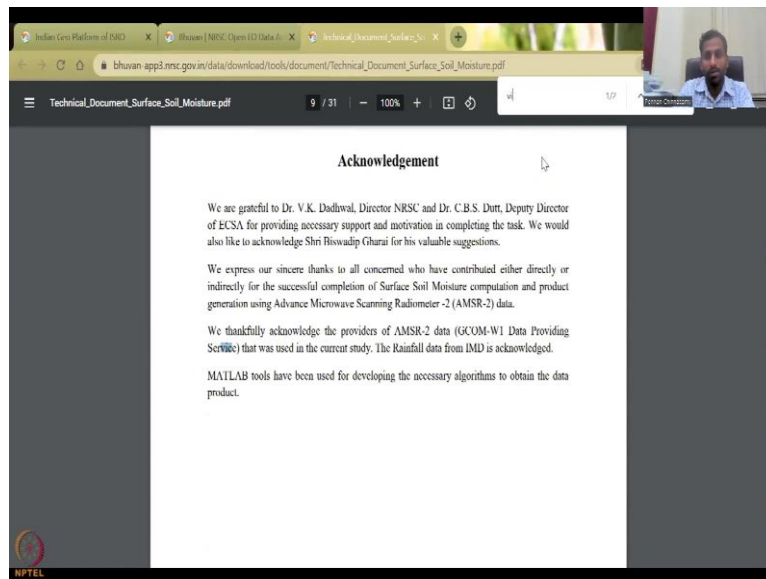 Indian Geo Platform of ISRO
Bhuvan | NRSC Open EO Data Ar
Technical_Document_Surface_So
bhuvan-app3.nrsc.gov.in/data/download/tools/document/Technical_Document_Surface_Soil_Moisture.pdf
Technical_Document_Surface_Soil_Moisture.pdf
9 / 31
100%
1/7
Acknowledgement
We are grateful to Dr. V.K. Dadhwal, Director NRSC and Dr. C.B.S. Dutt, Deputy Director
of ECSA for providing necessary support and motivation in completing the task. We would
also like to acknowledge Shri Biswadip Gharai for his valuable suggestions.
We express our sincere thanks to all concerned who have contributed either directly or
indirectly for the successful completion of Surface Soil Moisture computation and product
generation using Advance Microwave Scanning Radiometer -2 (AMSR-2) data.
We thankfully acknowledge the providers of AMSR-2 data (GCOM-W1 Data Providing
Service) that was used in the current study. The Rainfall data from IMD is acknowledged.
MATLAB tools have been used for developing the necessary algorithms to obtain the data
product.
NPTEL